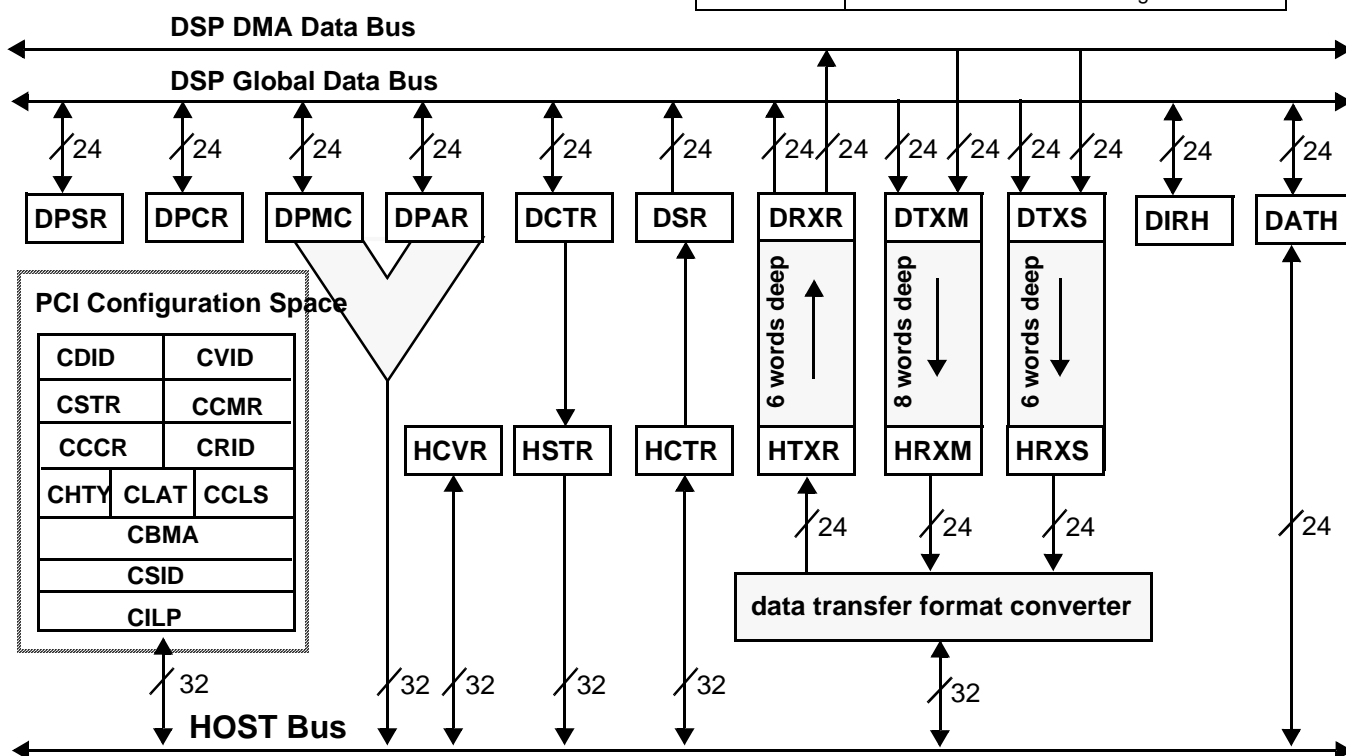 DSP DMA Data Bus
DSP Global Data Bus
24 24 24 24 24 24 24 24 24 24 24 24 24 24
DPSR DPCR DPMC DPAR DCTR DSR DRXR DTXM DTXS DIRH DATH
6 words deep
8 words deep
6 words deep
PCI Configuration Space
CDID CVID
CSTR CCMR
CCCR CRID
CHTY CLAT CCLS
CBMA
CSID
CILP
HCVR HSTR HCTR HTXR HRXM HRXS
24 24 24 24
data transfer format converter
32 32 32 32 32 32
HOST Bus